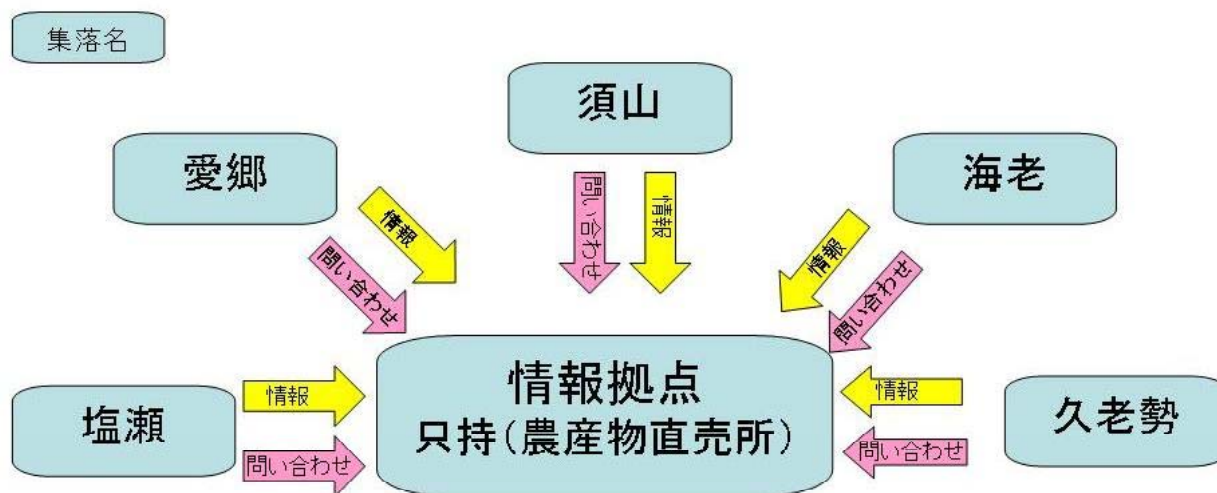 集落名
須山
愛郷
海老
情報
問い合わせ
問い合わせ
情報
情報
問い合わせ
情報拠点
只持(農産物直売所)
塩瀬
情報
問い合わせ
情報
問い合わせ
久老勢